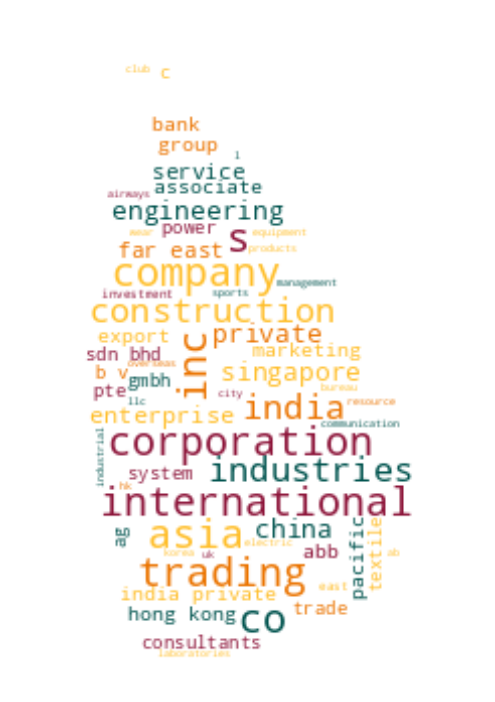 club c
bank
group
l
service
associate
airways
engineering
power
wear s equipment
far east products
company
management
investment sports
construction
export inc private
sdn bhd marketing
overseas
b v gmbh singapore
pte city bureau
llc india resource
enterprise communication
industrial corporation
system industries
hk
international
ag asia china pacific textile
korea uk electric abb ab
trading
east
india private
hong kong co trade
consultants
laboratories